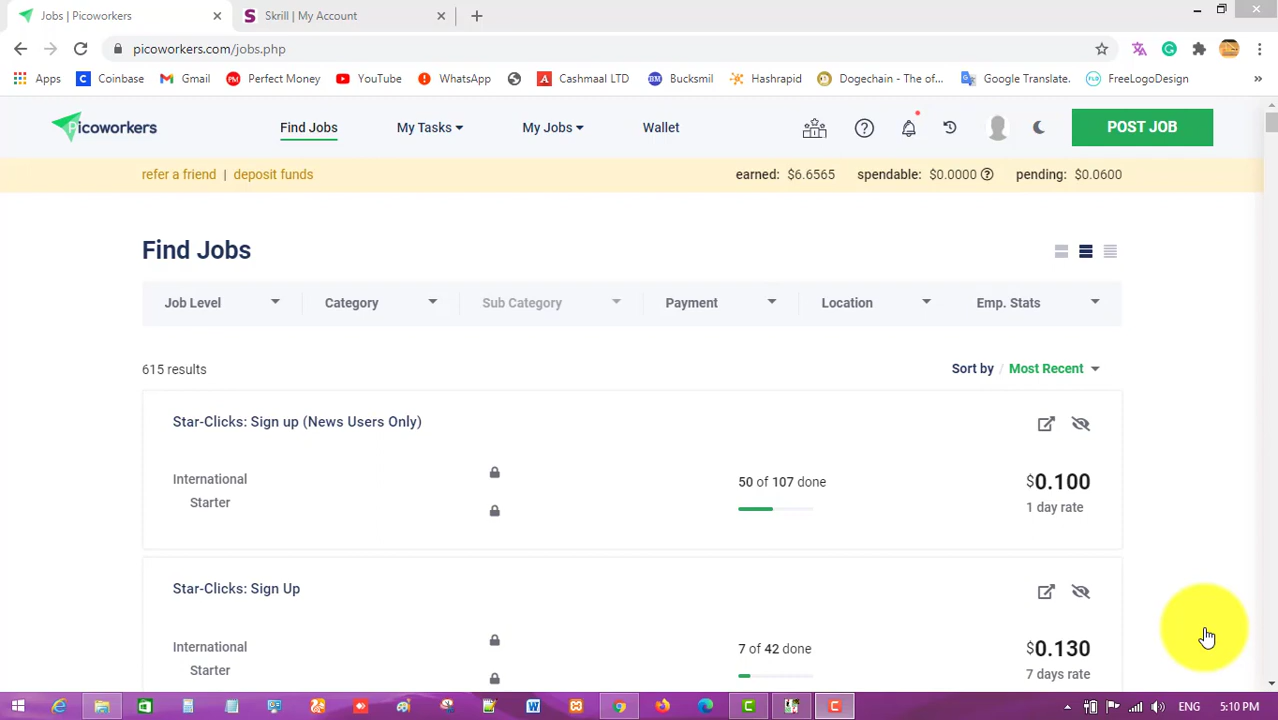 Jobs | Picoworkers
Skrill | My Account
picoworkers.com/jobs.php
Apps Coinbase Gmail Perfect Money YouTube WhatsApp Cashmaal LTD Bucksmil Hashrapid Dogechain - The of... Google Translate. FreeLogoDesign »
Picoworkers Find Jobs My Tasks My Jobs Wallet POST JOB
refer a friend | deposit funds earned: $6.6565 spendable: $0.0000 pending: $0.0600
Find Jobs
Job Level Category Sub Category Payment Location Emp. Stats
615 results Sort by / Most Recent
Star-Clicks: Sign up (News Users Only)
International 50 of 107 done $0.100
Starter 1 day rate
Star-Clicks: Sign Up
International 7 of 42 done $0.130
Starter 7 days rate
ENG 5:10 PM